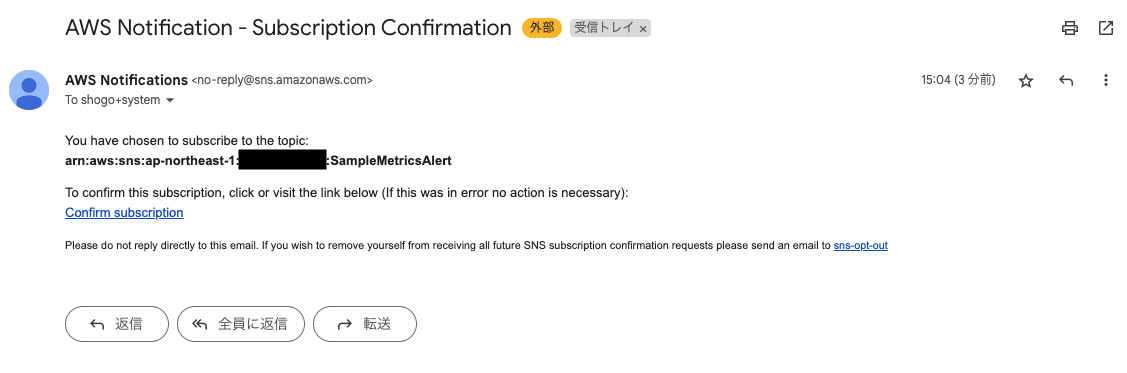 AWS Notification - Subscription Confirmation 外部 受信トレイ ×
AWS Notifications <no-reply@sns.amazonaws.com> 15:04 (3 分前)
To shogo+system
You have chosen to subscribe to the topic:
arn:aws:sns:ap-northeast-1: :SampleMetricsAlert
To confirm this subscription, click or visit the link below (If this was in error no action is necessary):
Confirm subscription
Please do not reply directly to this email. If you wish to remove yourself from receiving all future SNS subscription confirmation requests please send an email to sns-opt-out
返信 全員に返信 転送